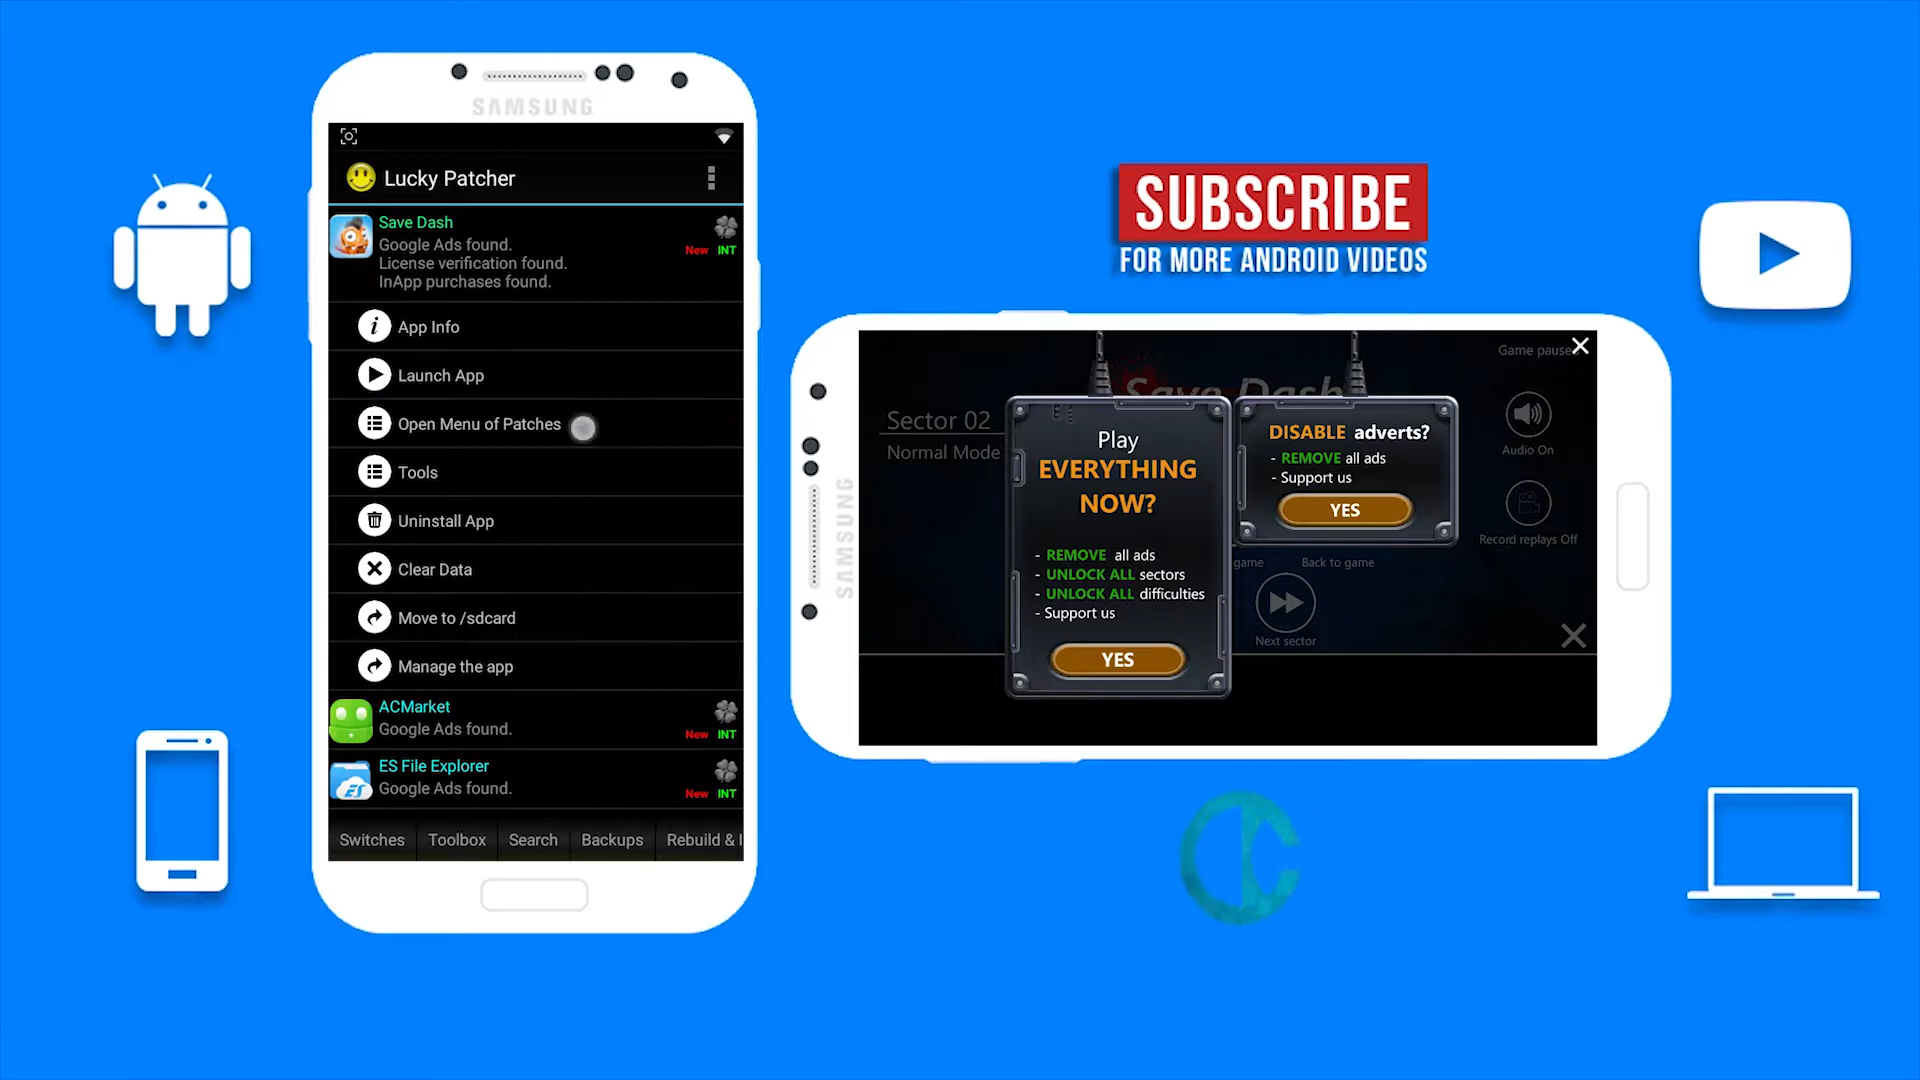 SAMSUNG
Lucky Patcher
Save Dash
Google Ads found.
License verification found.
InApp purchases found.
New INT
App Info
Launch App
Open Menu of Patches
Tools
Uninstall App
Clear Data
Move to /sdcard
Manage the app
ACMarket
Google Ads found.
New INT
ES File Explorer
Google Ads found.
New INT
ES
Switches
Toolbox
Search
Backups
Rebuild & I
SUBSCRIBE
FOR MORE ANDROID VIDEOS
SAMSUNG
Game pause
Save Dash
Sector 02
Normal Mode
Play
EVERYTHING
NOW?
- REMOVE all ads
- UNLOCK ALL sectors
- UNLOCK ALL difficulties
- Support us
YES
DISABLE adverts?
- REMOVE all ads
- Support us
YES
Audio On
Record replays Off
game
Back to game
Next sector